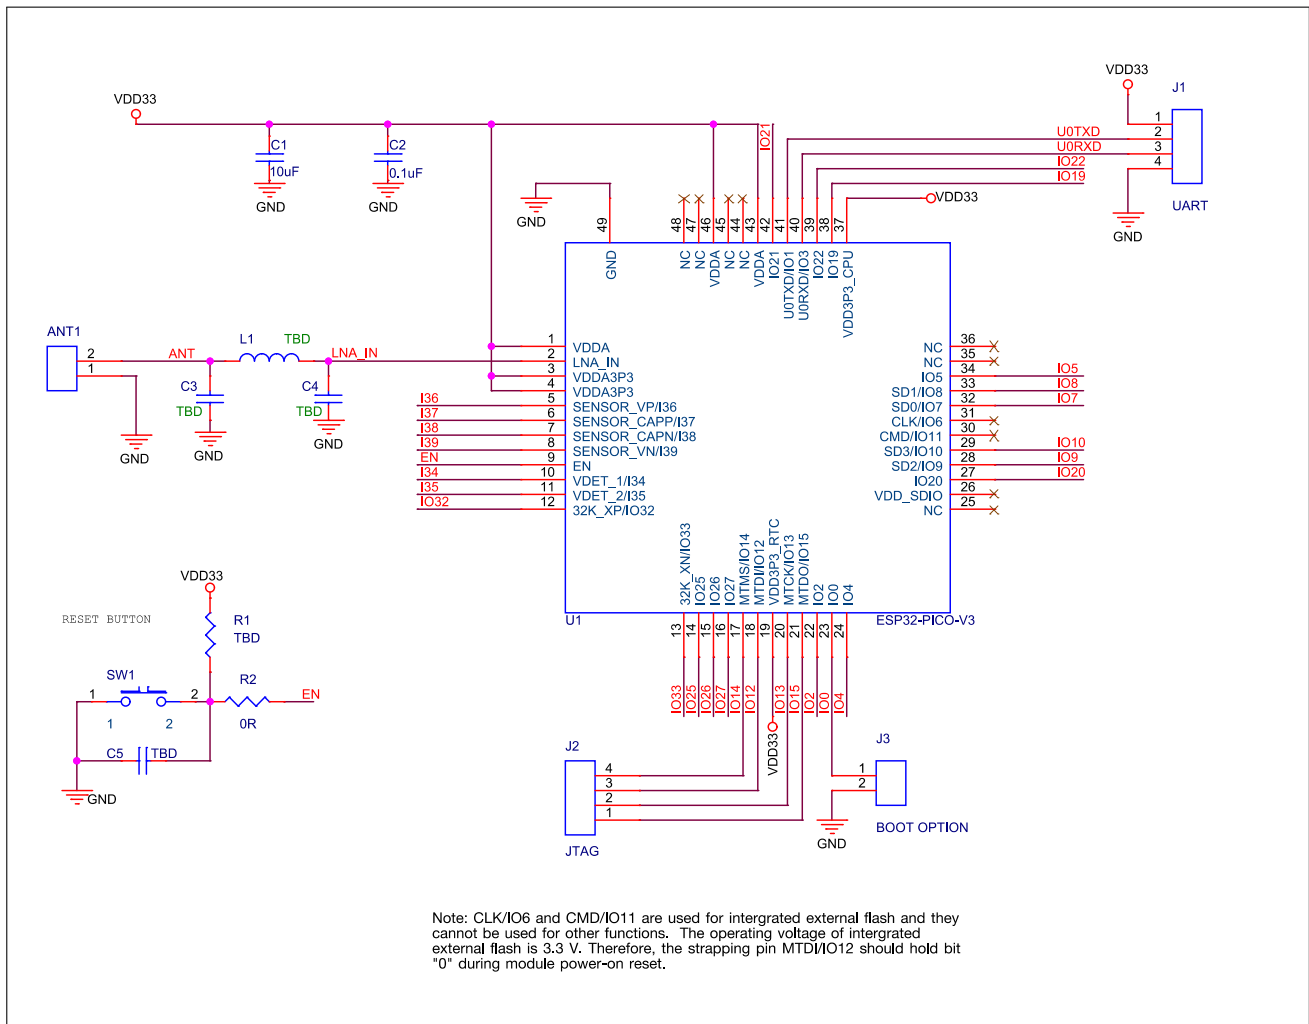 VDD33
C1
10uF
GND
C2
0.1uF
GND
GND
VDD33
J1
1
2
3
4
U0TXD
U0RXD
IO22
IO19
UART
GND
VDD33
IO21
49
48
47
46
45
44
43
42
41
40
39
38
37
GND
NC
NC
VDDA
NC
NC
VDDA
IO21
U0TXD/IO1
U0RXD/IO3
IO22
IO19
VDD3P3_CPU
ANT1
2
1
ANT
L1
TBD
LNA_IN
C3
TBD
C4
TBD
GND
GND
GND
I36
I37
I38
I39
EN
I34
I35
IO32
1
2
3
4
5
6
7
8
9
10
11
12
VDDA
LNA_IN
VDDA3P3
VDDA3P3
SENSOR_VP/I36
SENSOR_CAPP/I37
SENSOR_CAPN/I38
SENSOR_VN/I39
EN
VDET_1/I34
VDET_2/I35
32K_XP/IO32
NC
NC
IO5
SD1/IO8
SD0/IO7
CLK/IO6
CMD/IO11
SD3/IO10
SD2/IO9
IO20
VDD_SDIO
NC
36
35
34
33
32
31
30
29
28
27
26
25
IO5
IO8
IO7
IO10
IO9
IO20
32K_XN/IO33
IO25
IO26
IO27
MTMS/IO14
MTDI/IO12
VDD3P3_RTC
MTCK/IO13
MTDO/IO15
IO2
IO0
IO4
U1
ESP32-PICO-V3
13
14
15
16
17
18
19
20
21
22
23
24
IO33
IO25
IO26
IO27
IO14
IO12
IO13
IO15
IO2
IO0
IO4
VDD33
RESET BUTTON
VDD33
R1
TBD
SW1
1
2
1
2
R2
0R
EN
C5
TBD
GND
J2
4
3
2
1
JTAG
J3
1
2
GND
BOOT OPTION
Note: CLK/IO6 and CMD/IO11 are used for intergrated external flash and they
cannot be used for other functions. The operating voltage of intergrated
external flash is 3.3 V. Therefore, the strapping pin MTDI/IO12 should hold bit
"0" during module power-on reset.